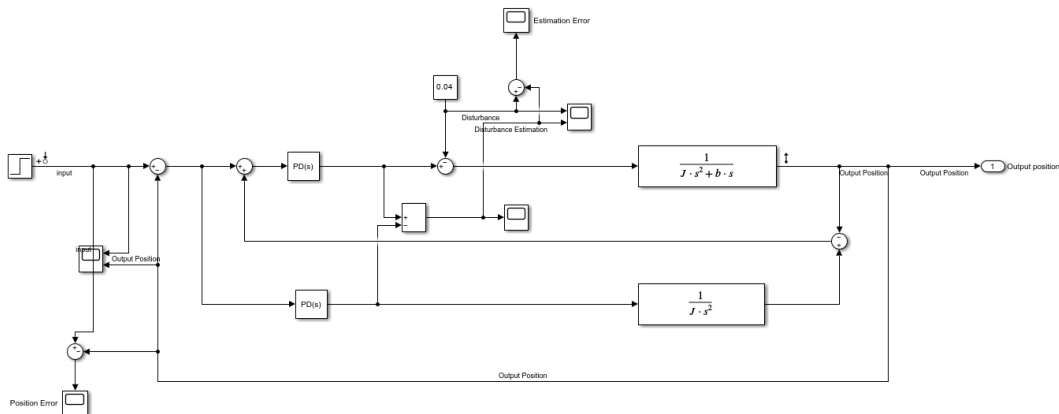 Estimation Error
0.04
Disturbance
Disturbance Estimation
input
PD(s)
1
J · s² + b · s
Output Position
Output Position
1
Output position
input
Output Position
PD(s)
1
J · s²
Output Position
Position Error